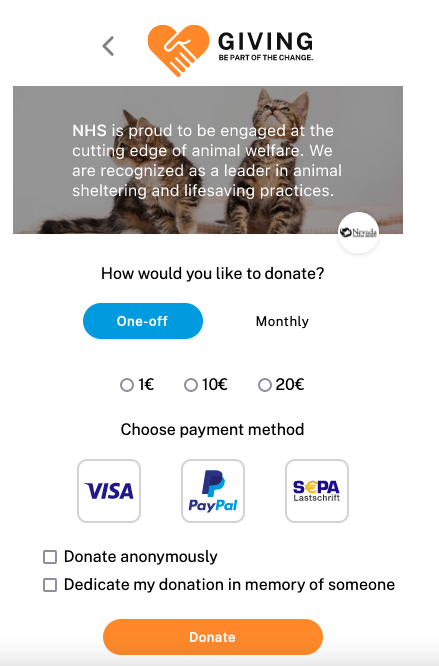 GIVING
BE PART OF THE CHANGE.
NHS is proud to be engaged at the
cutting edge of animal welfare. We
are recognized as a leader in animal
sheltering and lifesaving practices.
Nevada
How would you like to donate?
One-off
Monthly
1€
10€
20€
Choose payment method
VISA
PayPal
S€PA
Lastschrift
Donate anonymously
Dedicate my donation in memory of someone
Donate